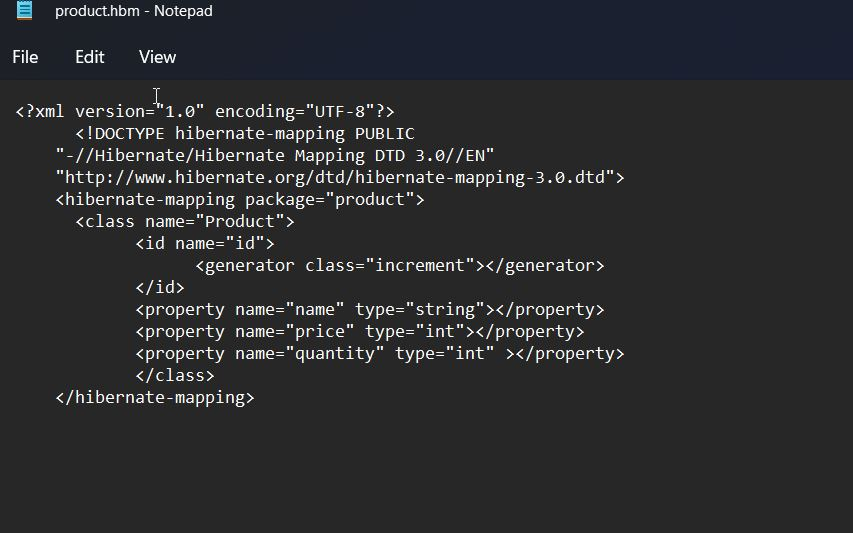 product.hbm - Notepad
File Edit View
<?xml version="1.0" encoding="UTF-8"?>
<!DOCTYPE hibernate-mapping PUBLIC
"-//Hibernate/Hibernate Mapping DTD 3.0//EN"
"http://www.hibernate.org/dtd/hibernate-mapping-3.0.dtd">
<hibernate-mapping package="product">
<class name="Product">
<id name="id">
<generator class="increment"></generator>
</id>
<property name="name" type="string"></property>
<property name="price" type="int"></property>
<property name="quantity" type="int" ></property>
</class>
</hibernate-mapping>